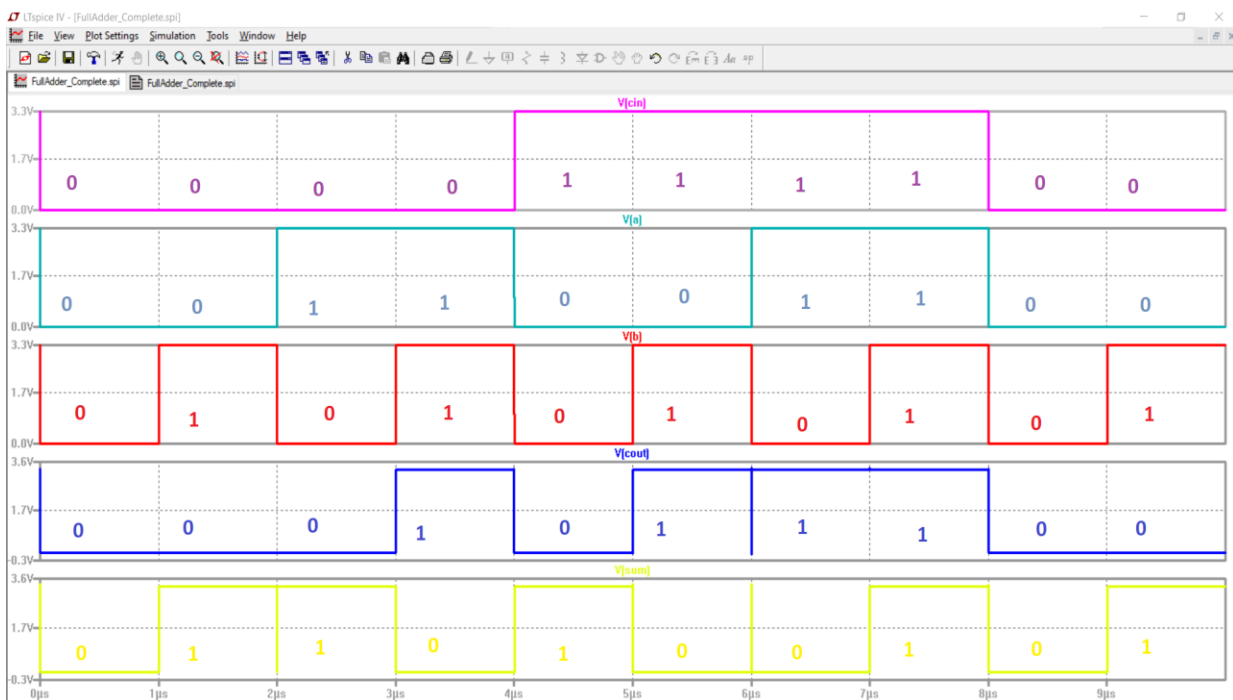 LTspice IV - [FullAdder_Complete.spi]
File View Plot Settings Simulation Tools Window Help
FullAdder_Complete.spi FullAdder_Complete.spi
V(cin)
3.3V
1.7V
0 0 0 0 1 1 1 1 0 0
0.0V
V(a)
3.3V
1.7V
0 0 1 1 0 0 1 1 0 0
0.0V
V(b)
3.3V
1.7V
0 1 0 1 0 1 0 1 0 1
0.0V
V(cout)
3.6V
1.7V
0 0 0 1 0 1 1 1 0 0
-0.3V
V(sum)
3.6V
1.7V
0 1 1 0 1 0 0 1 0 1
-0.3V
0µs 1µs 2µs 3µs 4µs 5µs 6µs 7µs 8µs 9µs